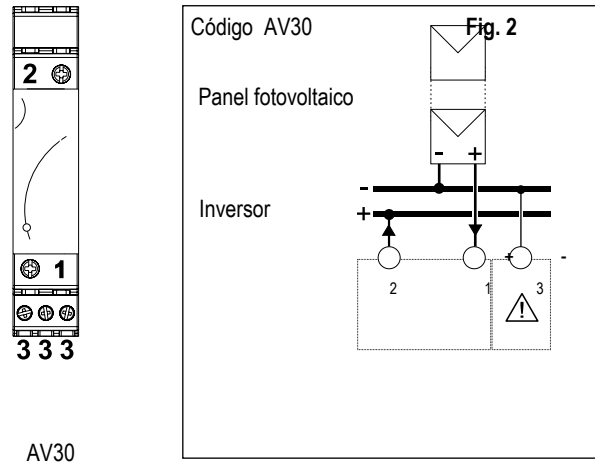 2
1
3 3 3
AV30
Código AV30 Fig. 2
Panel fotovoltaico
- +
-
Inversor
+
+ -
2 1 3
!